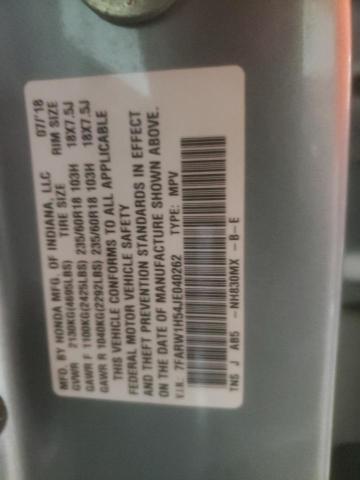 MFD. BY HONDA MFG. OF INDIANA, LLC 07/'18
TIRE SIZE RIM SIZE
GVWR 2130KG(4695LBS)
GAWR F 1100KG(2425LBS) 235/60R18 103H 18X7.5J
GAWR R 1040KG(2292LBS) 235/60R18 103H 18X7.5J
THIS VEHICLE CONFORMS TO ALL APPLICABLE
FEDERAL MOTOR VEHICLE SAFETY
AND THEFT PREVENTION STANDARDS IN EFFECT
ON THE DATE OF MANUFACTURE SHOWN ABOVE.
V.I.N. 7FARW1H54JE040262 TYPE: MPV
TNS J AB5 -NH830MX -B-E